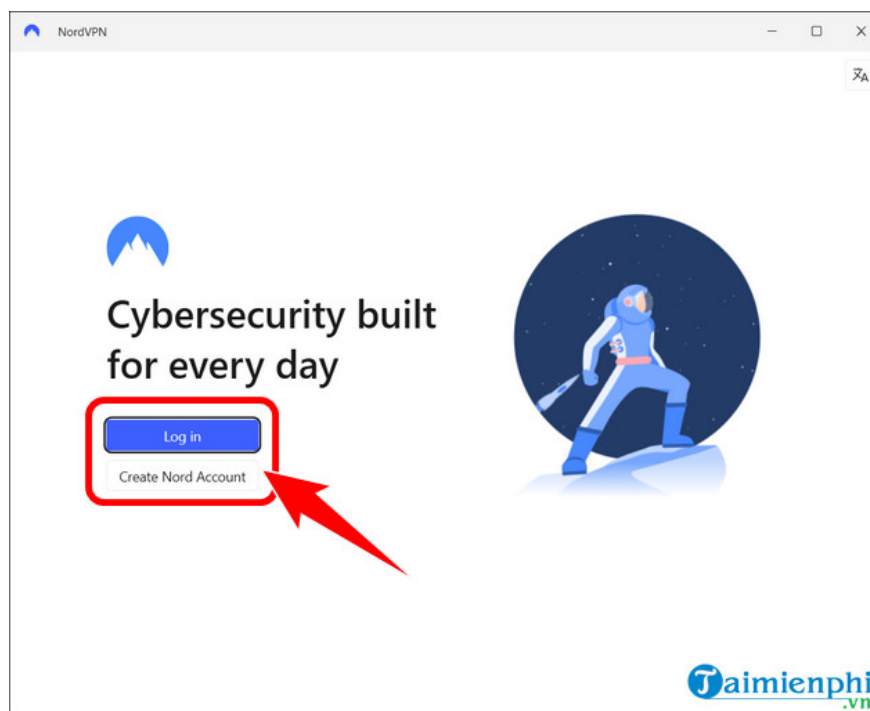 NordVPN
Cybersecurity built
for every day
Log in
Create Nord Account
Taimienphi
.vn